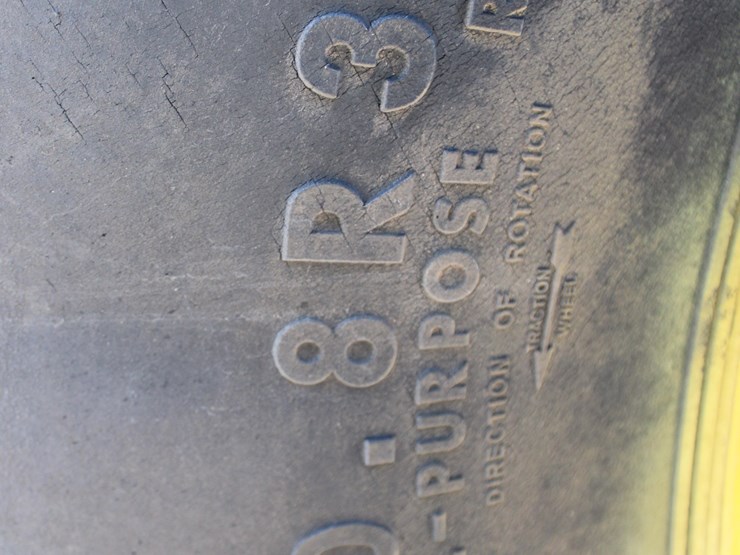 .8R3
-PURPOSE
DIRECTION OF ROTATION
TRACTION
WHEEL
R